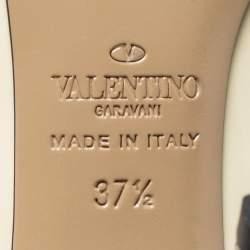 VALENTINO
GARAVANI
MADE IN ITALY
37½